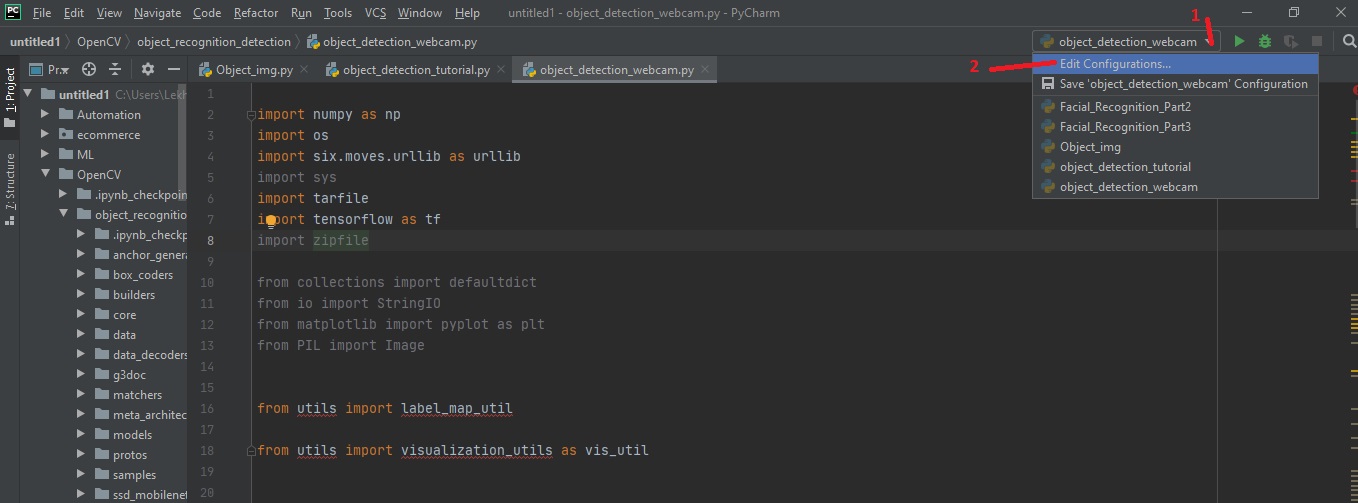 PC File Edit View Navigate Code Refactor Run Tools VCS Window Help untitled1 - object_detection_webcam.py - PyCharm
1
untitled1 OpenCV object_recognition_detection object_detection_webcam.py object_detection_webcam
Pr... Object_img.py object_detection_tutorial.py object_detection_webcam.py
2 Edit Configurations...
Save 'object_detection_webcam' Configuration
Facial_Recognition_Part2
Facial_Recognition_Part3
Object_img
object_detection_tutorial
object_detection_webcam
1: Project
7: Structure
untitled1 C:\Users\Lekh
Automation
ecommerce
ML
OpenCV
.ipynb_checkpoin
object_recognitio
.ipynb_checkp
anchor_genera
box_coders
builders
core
data
data_decoders
g3doc
matchers
meta_architec
models
protos
samples
ssd_mobilenet
1
2 import numpy as np
3 import os
4 import six.moves.urllib as urllib
5 import sys
6 import tarfile
7 import tensorflow as tf
8 import zipfile
9
10 from collections import defaultdict
11 from io import StringIO
12 from matplotlib import pyplot as plt
13 from PIL import Image
14
15
16 from utils import label_map_util
17
18 from utils import visualization_utils as vis_util
19
20